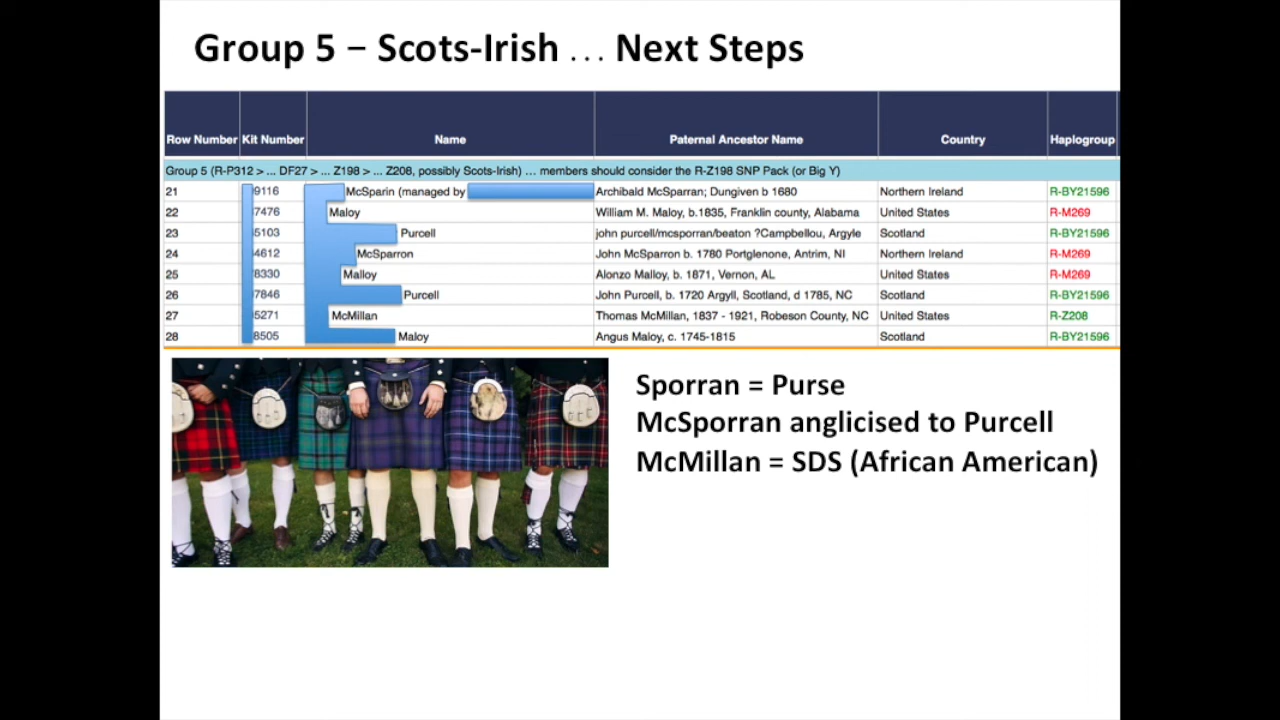 Group 5 – Scots-Irish … Next Steps
Row Number Kit Number Name Paternal Ancestor Name Country Haplogroup
Group 5 (R-P312 > ... DF27 > ... Z198 > ... Z208, possibly Scots-Irish) ... members should consider the R-Z198 SNP Pack (or Big Y)
21 9116 McSparin (managed by Archibald McSparran; Dungiven b 1680 Northern Ireland R-BY21596
22 7476 Maloy William M. Maloy, b.1835, Franklin county, Alabama United States R-M269
23 5103 Purcell john purcell/mcsporran/beaton ?Campbellou, Argyle Scotland R-BY21596
24 4612 McSparron John McSparron b. 1780 Portglenone, Antrim, NI Northern Ireland R-M269
25 8330 Malloy Alonzo Malloy, b. 1871, Vernon, AL United States R-M269
26 7846 Purcell John Purcell, b. 1720 Argyll, Scotland, d 1785, NC Scotland R-BY21596
27 5271 McMillan Thomas McMillan, 1837 - 1921, Robeson County, NC United States R-Z208
28 8505 Maloy Angus Maloy, c. 1745-1815 Scotland R-BY21596
Sporran = Purse
McSporran anglicised to Purcell
McMillan = SDS (African American)